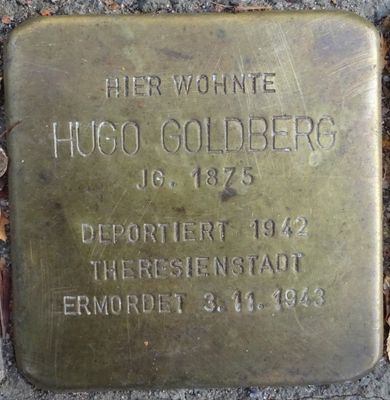 HIER WOHNTE
HUGO GOLDBERG
JG. 1875
DEPORTIERT 1942
THERESIENSTADT
ERMORDET 3.11.1943